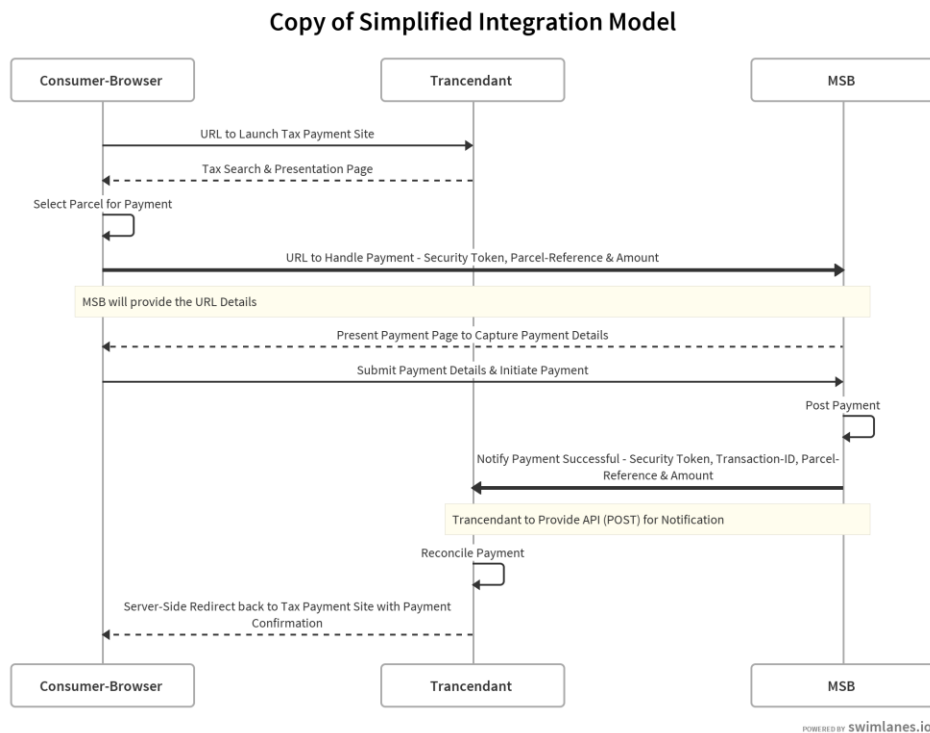 Copy of Simplified Integration Model
Consumer-Browser
Trancendant
MSB
URL to Launch Tax Payment Site
Tax Search & Presentation Page
Select Parcel for Payment
URL to Handle Payment - Security Token, Parcel-Reference & Amount
MSB will provide the URL Details
Present Payment Page to Capture Payment Details
Submit Payment Details & Initiate Payment
Post Payment
Notify Payment Successful - Security Token, Transaction-ID, Parcel-
Reference & Amount
Trancendant to Provide API (POST) for Notification
Reconcile Payment
Server-Side Redirect back to Tax Payment Site with Payment
Confirmation
Consumer-Browser
Trancendant
MSB
POWERED BY swimlanes.io